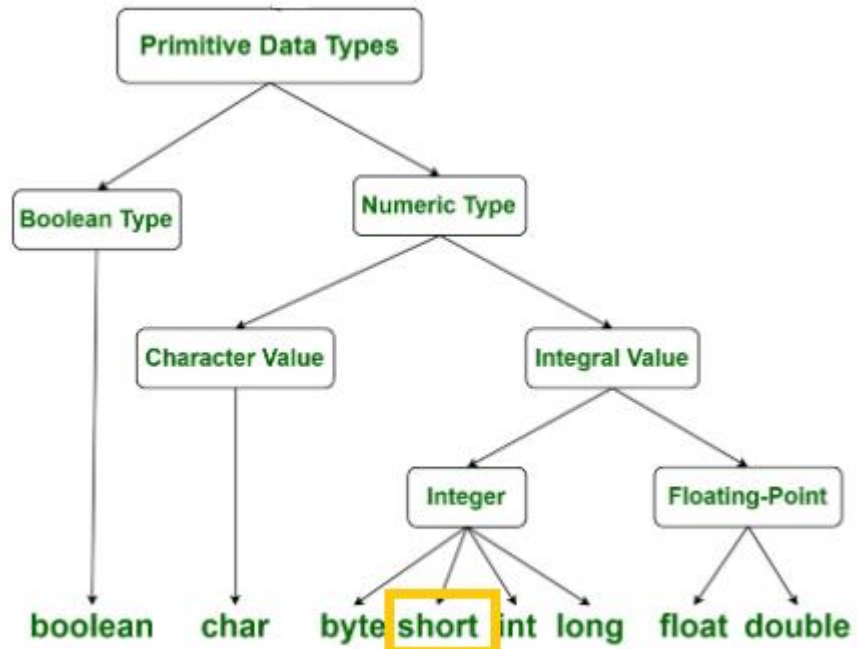 Primitive Data Types
Boolean Type
Numeric Type
Character Value
Integral Value
Integer
Floating-Point
boolean char byte short int long float double